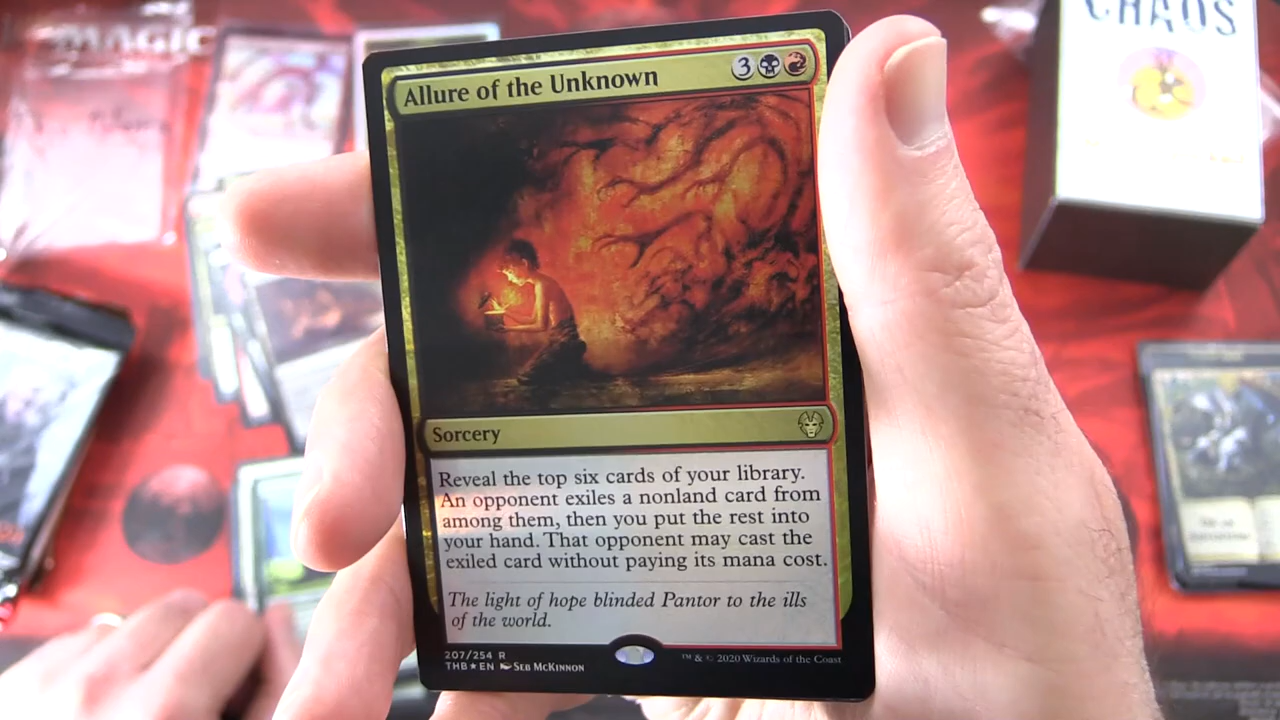 MAGIC
CHAOS
Allure of the Unknown
3
Sorcery
Reveal the top six cards of your library.
An opponent exiles a nonland card from
among them, then you put the rest into
your hand. That opponent may cast the
exiled card without paying its mana cost.
The light of hope blinded Pantor to the ills
of the world.
207/254 R
THB★EN Seb McKinnon
™ & © 2020 Wizards of the Coast